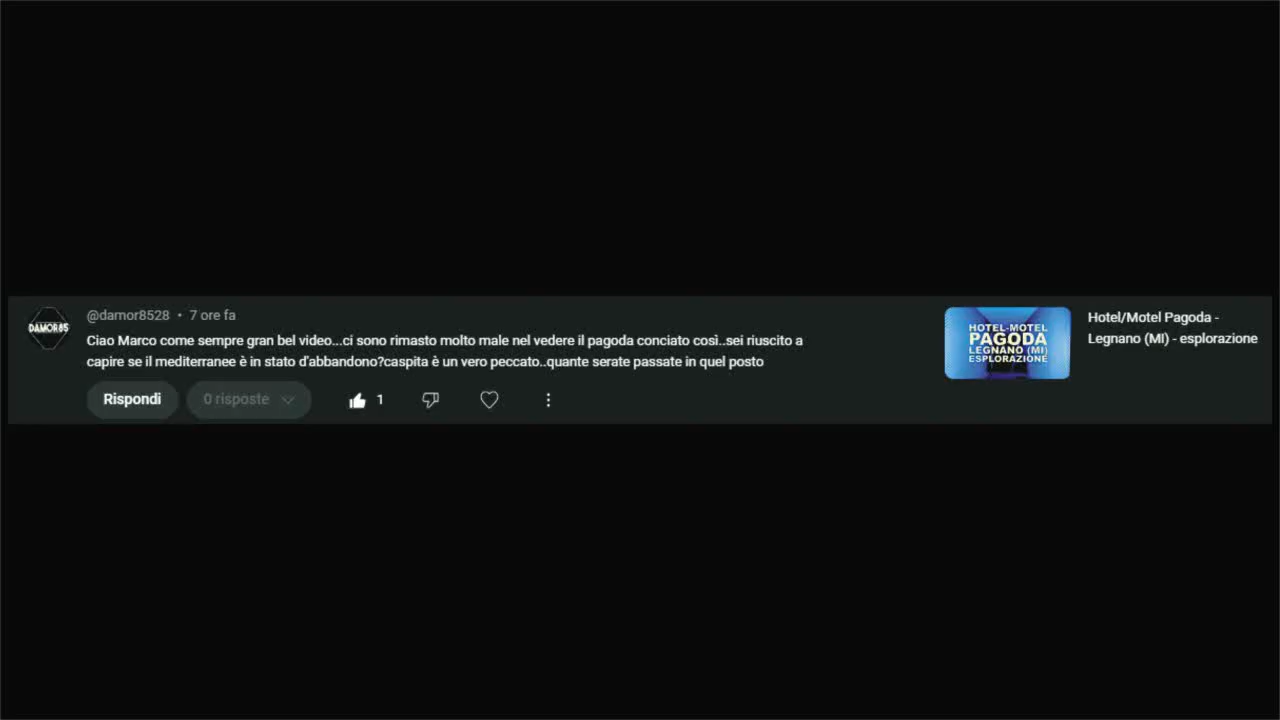 DAMOR85
@damor8528 • 7 ore fa
Ciao Marco come sempre gran bel video...ci sono rimasto molto male nel vedere il pagoda conciato così..sei riuscito a
capire se il mediterranee è in stato d'abbandono?caspita è un vero peccato..quante serate passate in quel posto
Rispondi
0 risposte
1
HOTEL-MOTEL
PAGODA
LEGNANO (MI)
ESPLORAZIONE
Hotel/Motel Pagoda -
Legnano (MI) - esplorazione